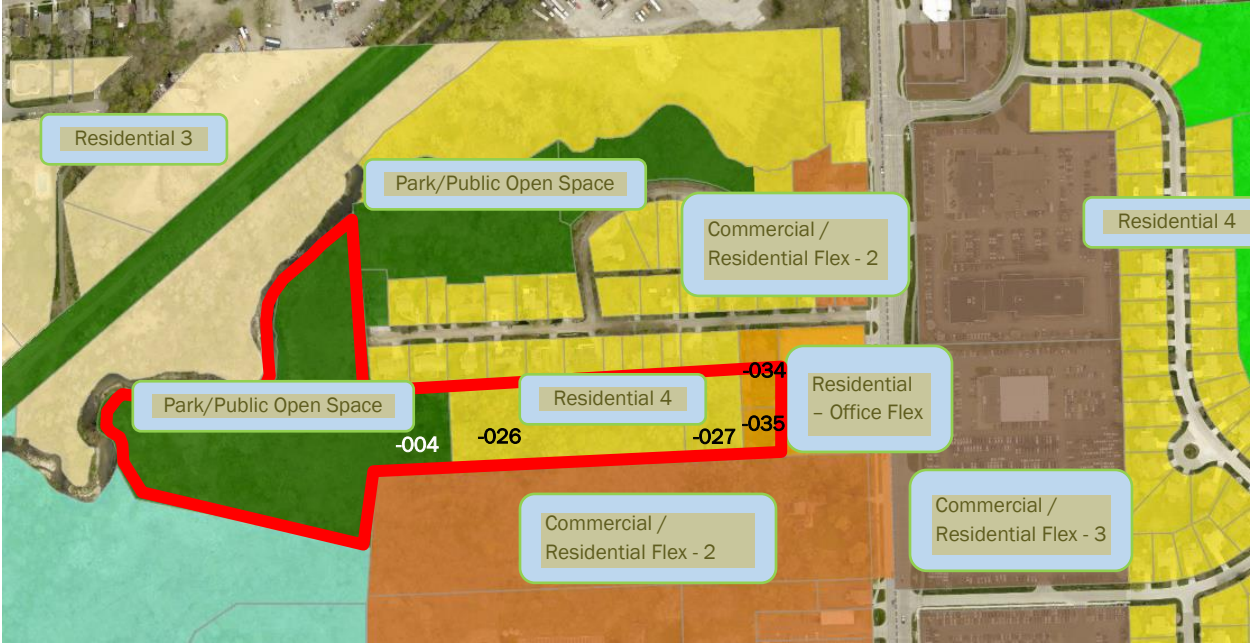 Residential 3
Park/Public Open Space
Commercial /
Residential Flex - 2
Residential 4
-034
Residential
– Office Flex
Park/Public Open Space
Residential 4
-035
-004
-026
-027
Commercial /
Residential Flex - 2
Commercial /
Residential Flex - 3